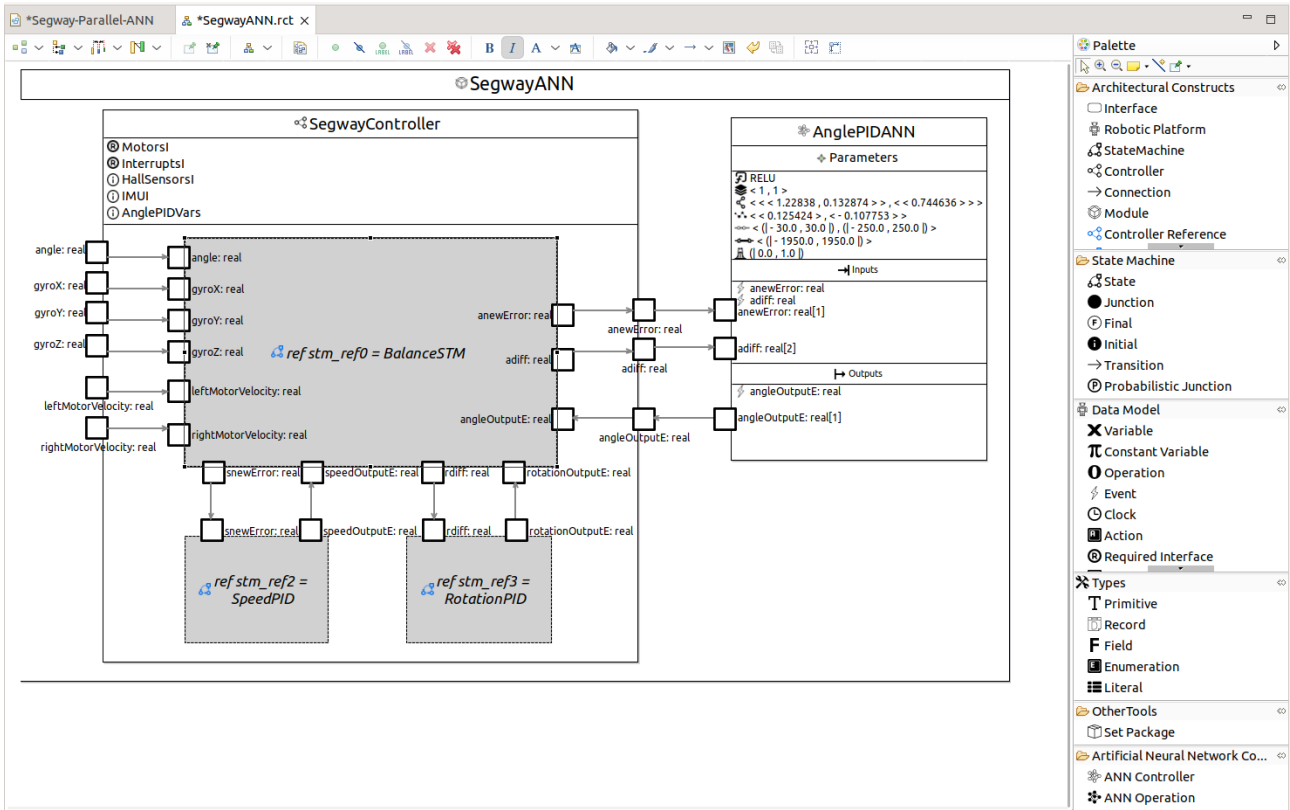 *Segway-Parallel-ANN
*SegwayANN.rct
B I A
SegwayANN
SegwayController
MotorsI
InterruptsI
HallSensorsI
IMUI
AnglePIDVars
angle: real
gyroX: real
gyroY: real
gyroZ: real
leftMotorVelocity: real
rightMotorVelocity: real
angle: real
gyroX: real
gyroY: real
gyroZ: real
leftMotorVelocity: real
rightMotorVelocity: real
ref stm_ref0 = BalanceSTM
anewError: real
adiff: real
angleOutputE: real
anewError: real
adiff: real
angleOutputE: real
snewError: real
speedOutputE: real
rdiff: real
rotationOutputE: real
snewError: real
speedOutputE: real
rdiff: real
rotationOutputE: real
ref stm_ref2 =
SpeedPID
ref stm_ref3 =
RotationPID
AnglePIDANN
Parameters
RELU
< 1 , 1 >
< < < 1.22838 , 0.132874 > > , < < 0.744636 > > >
< < 0.125424 > , < - 0.107753 > >
< (| - 30.0 , 30.0 |) , (| - 250.0 , 250.0 |) >
< (| - 1950.0 , 1950.0 |) >
(| 0.0 , 1.0 |)
Inputs
anewError: real
adiff: real
anewError: real[1]
adiff: real[2]
Outputs
angleOutputE: real
angleOutputE: real[1]
Palette
Architectural Constructs
Interface
Robotic Platform
StateMachine
Controller
Connection
Module
Controller Reference
State Machine
State
Junction
Final
Initial
Transition
Probabilistic Junction
Data Model
Variable
Constant Variable
Operation
Event
Clock
Action
Required Interface
Types
Primitive
Record
Field
Enumeration
Literal
OtherTools
Set Package
Artificial Neural Network Co...
ANN Controller
ANN Operation